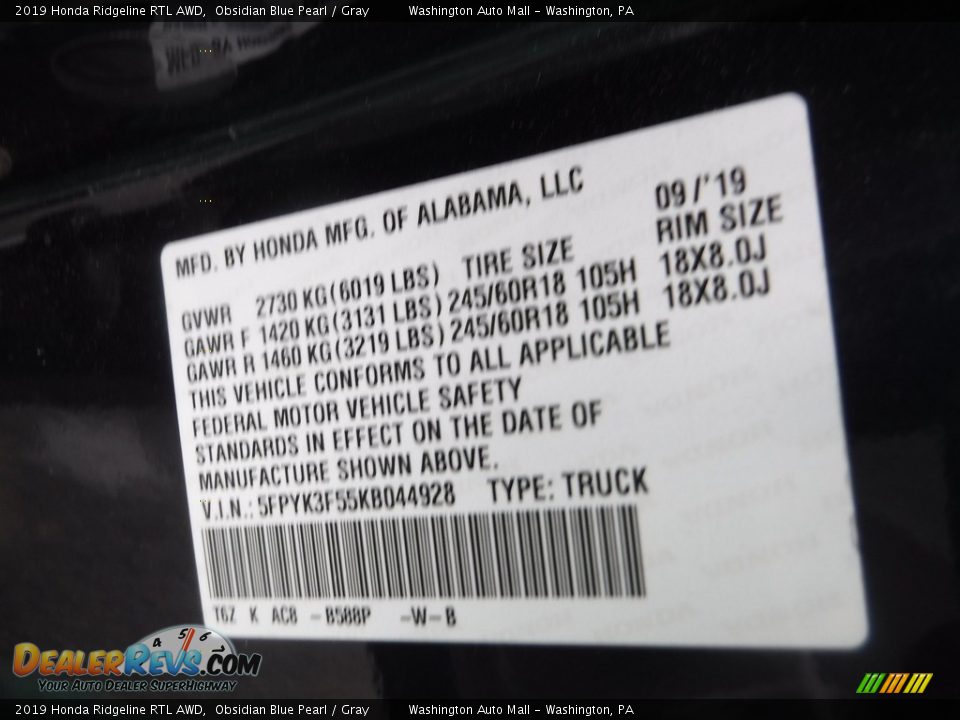 2019 Honda Ridgeline RTL AWD, Obsidian Blue Pearl / Gray Washington Auto Mall - Washington, PA
MFD. BY HONDA MFG. OF ALABAMA, LLC 09/'19
GVWR 2730 KG(6019 LBS) TIRE SIZE RIM SIZE
GAWR F 1420 KG(3131 LBS) 245/60R18 105H 18X8.0J
GAWR R 1460 KG(3219 LBS) 245/60R18 105H 18X8.0J
THIS VEHICLE CONFORMS TO ALL APPLICABLE
FEDERAL MOTOR VEHICLE SAFETY
STANDARDS IN EFFECT ON THE DATE OF
MANUFACTURE SHOWN ABOVE.
V.I.N.: 5FPYK3F55KB044928 TYPE: TRUCK
T6Z K AC8 -B588P -W-B
4 5 6 7
DEALERREVS.COM
YOUR AUTO DEALER SUPERHIGHWAY
2019 Honda Ridgeline RTL AWD, Obsidian Blue Pearl / Gray Washington Auto Mall - Washington, PA